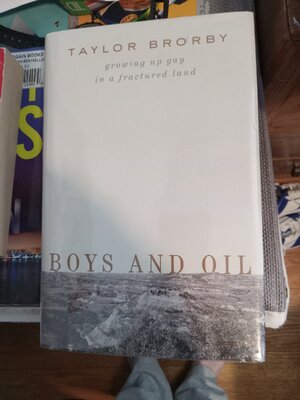 TAYLOR BRORBY
growing up gay
in a fractured land
BOYS AND OIL